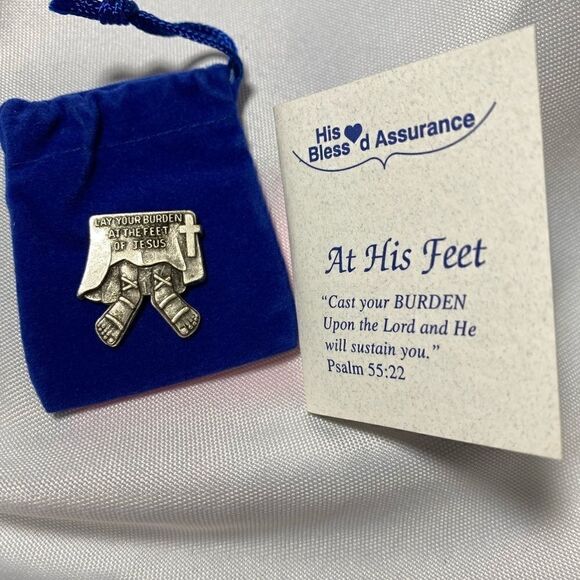 LAY YOUR BURDEN
AT THE FEET
OF JESUS
His
Blessed Assurance
At His Feet
“Cast your BURDEN
Upon the Lord and He
will sustain you.”
Psalm 55:22